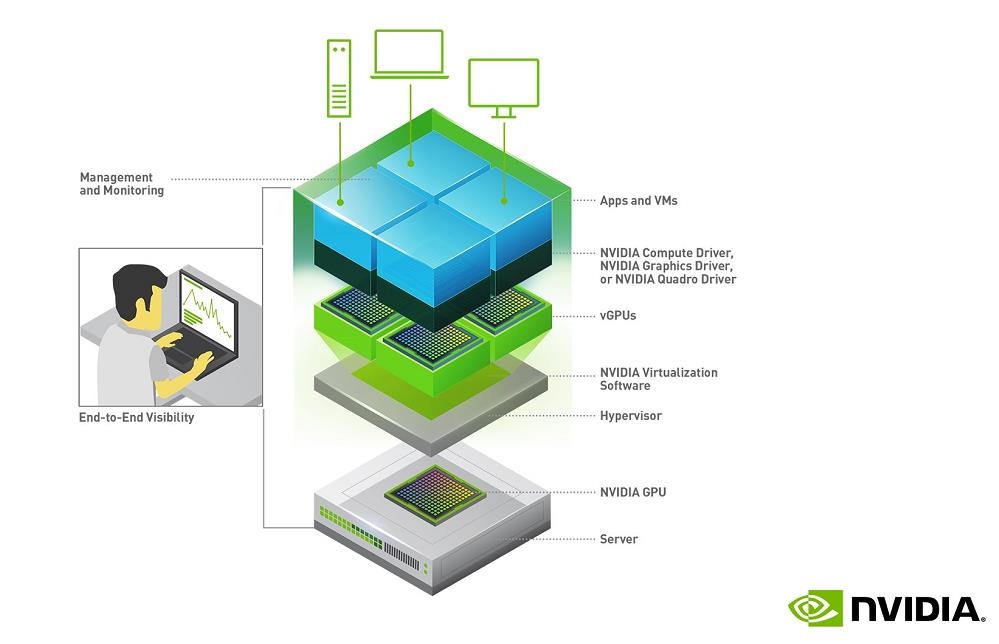 Management
and Monitoring
Apps and VMs
NVIDIA Compute Driver,
NVIDIA Graphics Driver,
or NVIDIA Quadro Driver
vGPUs
NVIDIA Virtualization
Software
Hypervisor
End-to-End Visibility
NVIDIA GPU
Server
NVIDIA.